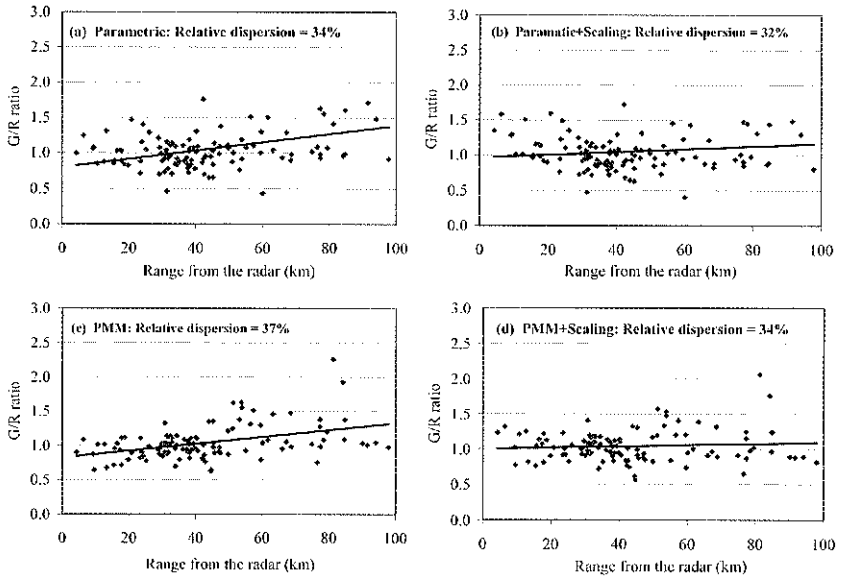 (a) Parametric: Relative dispersion = 34%
G/R ratio
3.0
2.5
2.0
1.5
1.0
0.5
0.0
0 20 40 60 80 100
Range from the radar (km)
(b) Paramatic+Scaling: Relative dispersion = 32%
G/R ratio
3.0
2.5
2.0
1.5
1.0
0.5
0.0
0 20 40 60 80 100
Range from the radar (km)
(c) PMM: Relative dispersion = 37%
G/R ratio
3.0
2.5
2.0
1.5
1.0
0.5
0.0
0 20 40 60 80 100
Range from the radar (km)
(d) PMM+Scaling: Relative dispersion = 34%
G/R ratio
3.0
2.5
2.0
1.5
1.0
0.5
0.0
0 20 40 60 80 100
Range from the radar (km)